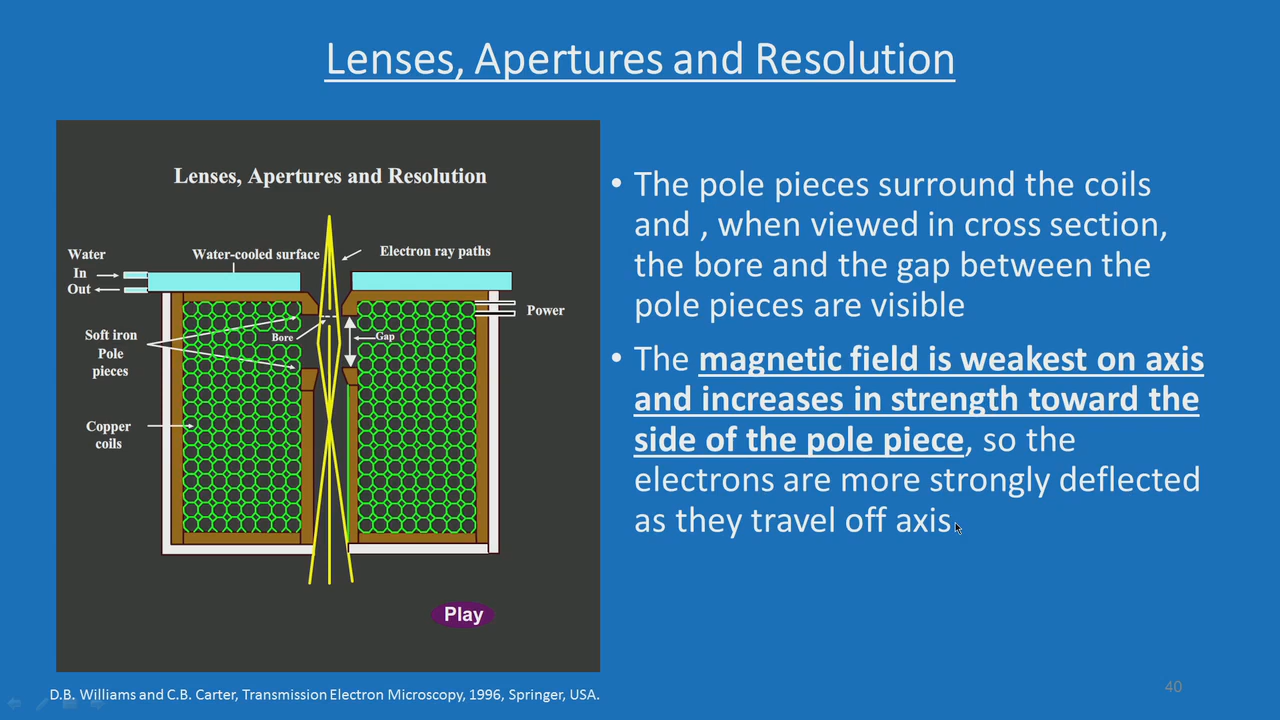 Lenses, Apertures and Resolution
Lenses, Apertures and Resolution
Water
In
Out
Water-cooled surface
Electron ray paths
Power
Bore
Gap
Soft iron
Pole
pieces
Copper
coils
Play
• The pole pieces surround the coils
and , when viewed in cross section,
the bore and the gap between the
pole pieces are visible
• The magnetic field is weakest on axis
and increases in strength toward the
side of the pole piece, so the
electrons are more strongly deflected
as they travel off axis.
D.B. Williams and C.B. Carter, Transmission Electron Microscopy, 1996, Springer, USA.
40